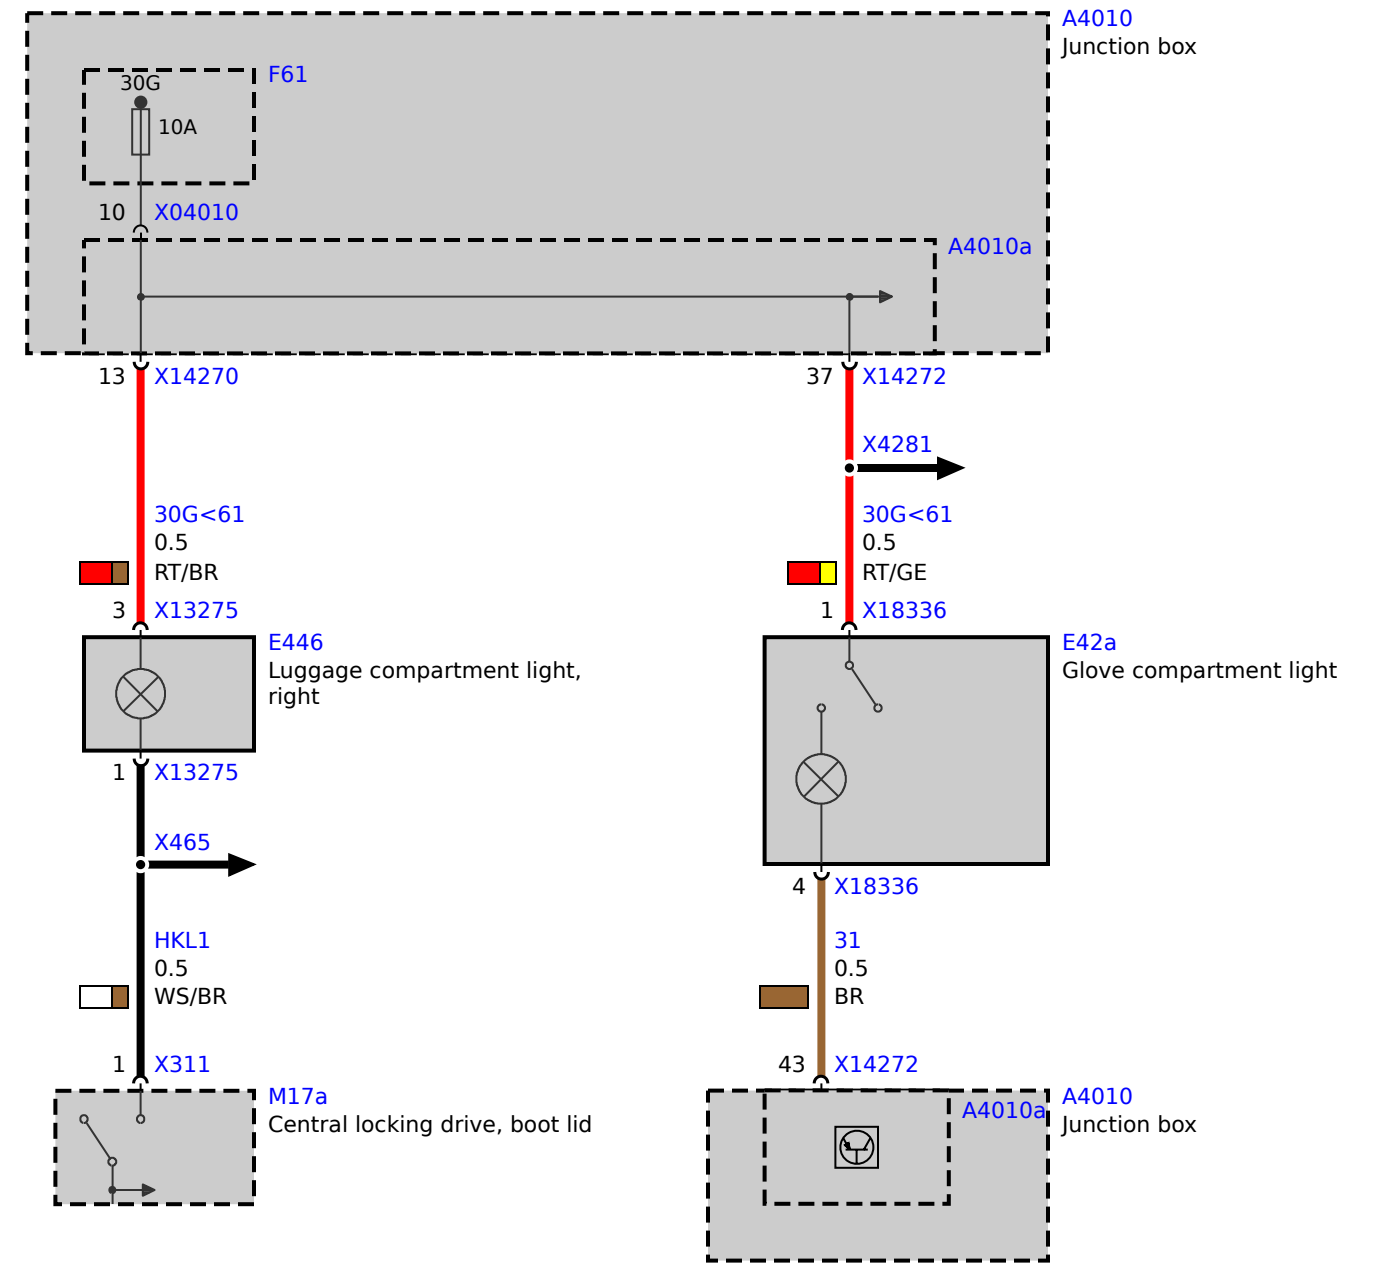 A4010
Junction box
F61
30G
10A
10 X04010
A4010a
13 X14270
37 X14272
X4281
30G<61
0.5
RT/BR
30G<61
0.5
RT/GE
3 X13275
1 X18336
E446
Luggage compartment light,
right
E42a
Glove compartment light
1 X13275
X465
4 X18336
HKL1
0.5
WS/BR
31
0.5
BR
1 X311
43 X14272
M17a
Central locking drive, boot lid
A4010a
A4010
Junction box